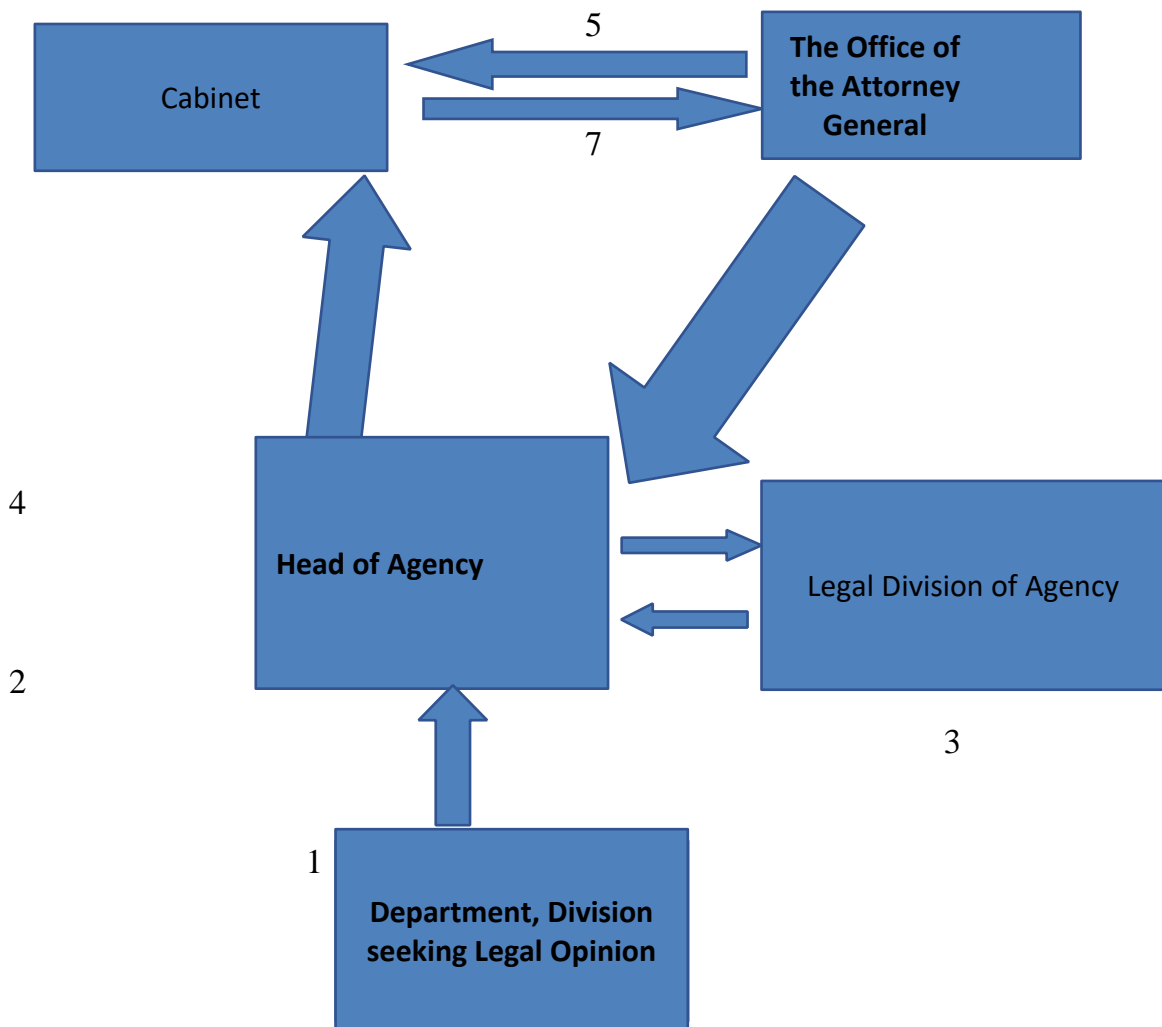 5
The Office of
the Attorney
General
Cabinet
7
4
Head of Agency
Legal Division of Agency
2
3
1
Department, Division
seeking Legal Opinion